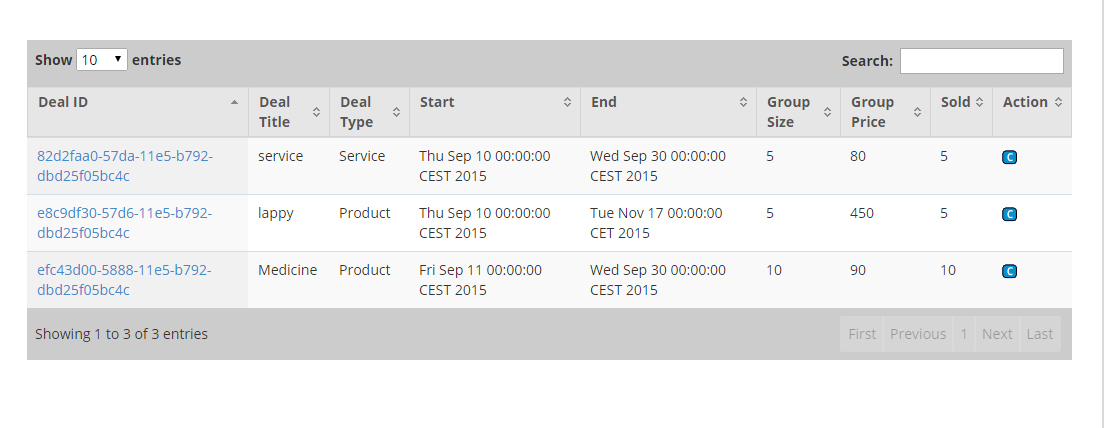 Show 10 entries Search:
Deal ID Deal Title Deal Type Start End Group Size Group Price Sold Action
82d2faa0-57da-11e5-b792- service Service Thu Sep 10 00:00:00 Wed Sep 30 00:00:00 5 80 5 C
dbd25f05bc4c CEST 2015 CEST 2015
e8c9df30-57d6-11e5-b792- lappy Product Thu Sep 10 00:00:00 Tue Nov 17 00:00:00 5 450 5 C
dbd25f05bc4c CEST 2015 CET 2015
efc43d00-5888-11e5-b792- Medicine Product Fri Sep 11 00:00:00 Wed Sep 30 00:00:00 10 90 10 C
dbd25f05bc4c CEST 2015 CEST 2015
Showing 1 to 3 of 3 entries First Previous 1 Next Last